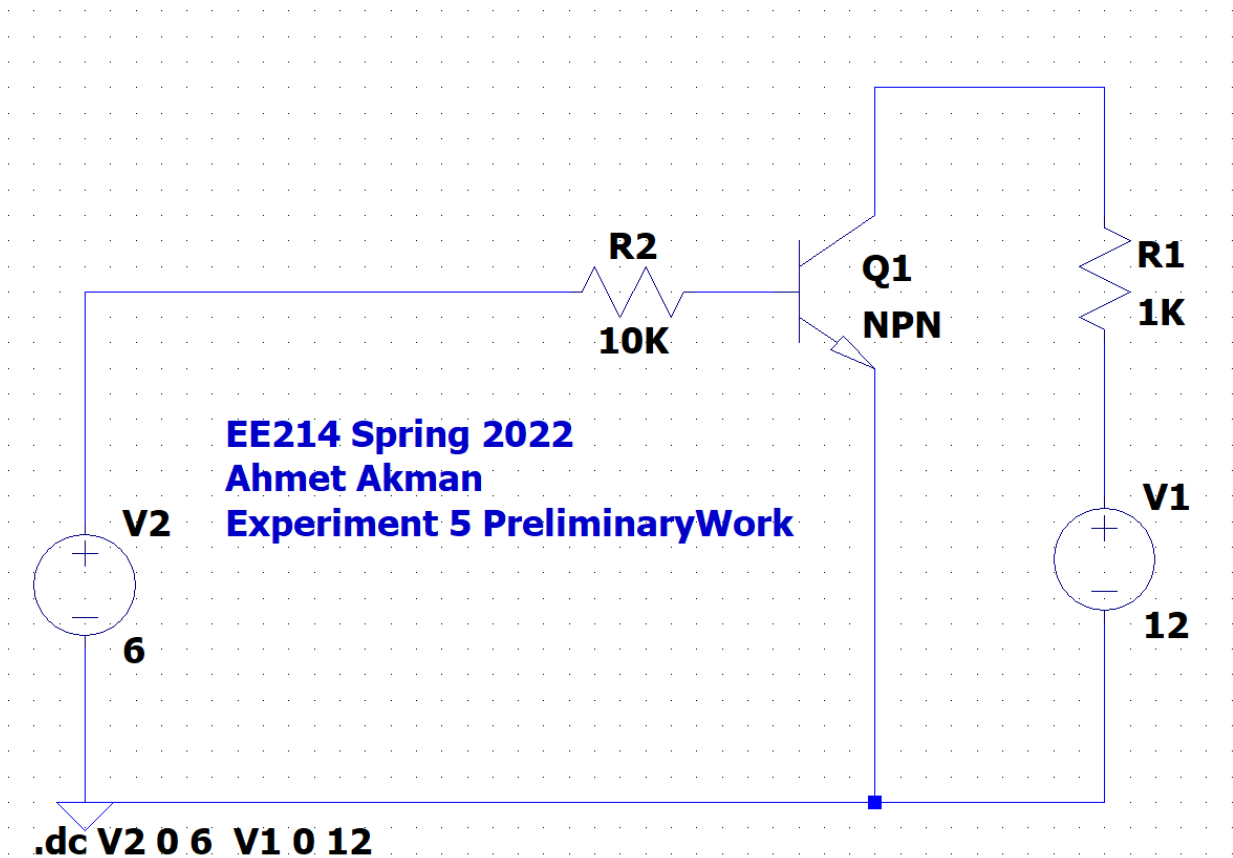 R2
10K
Q1
NPN
R1
1K
EE214 Spring 2022
Ahmet Akman
Experiment 5 PreliminaryWork
V2
6
V1
12
.dc V2 0 6  V1 0 12